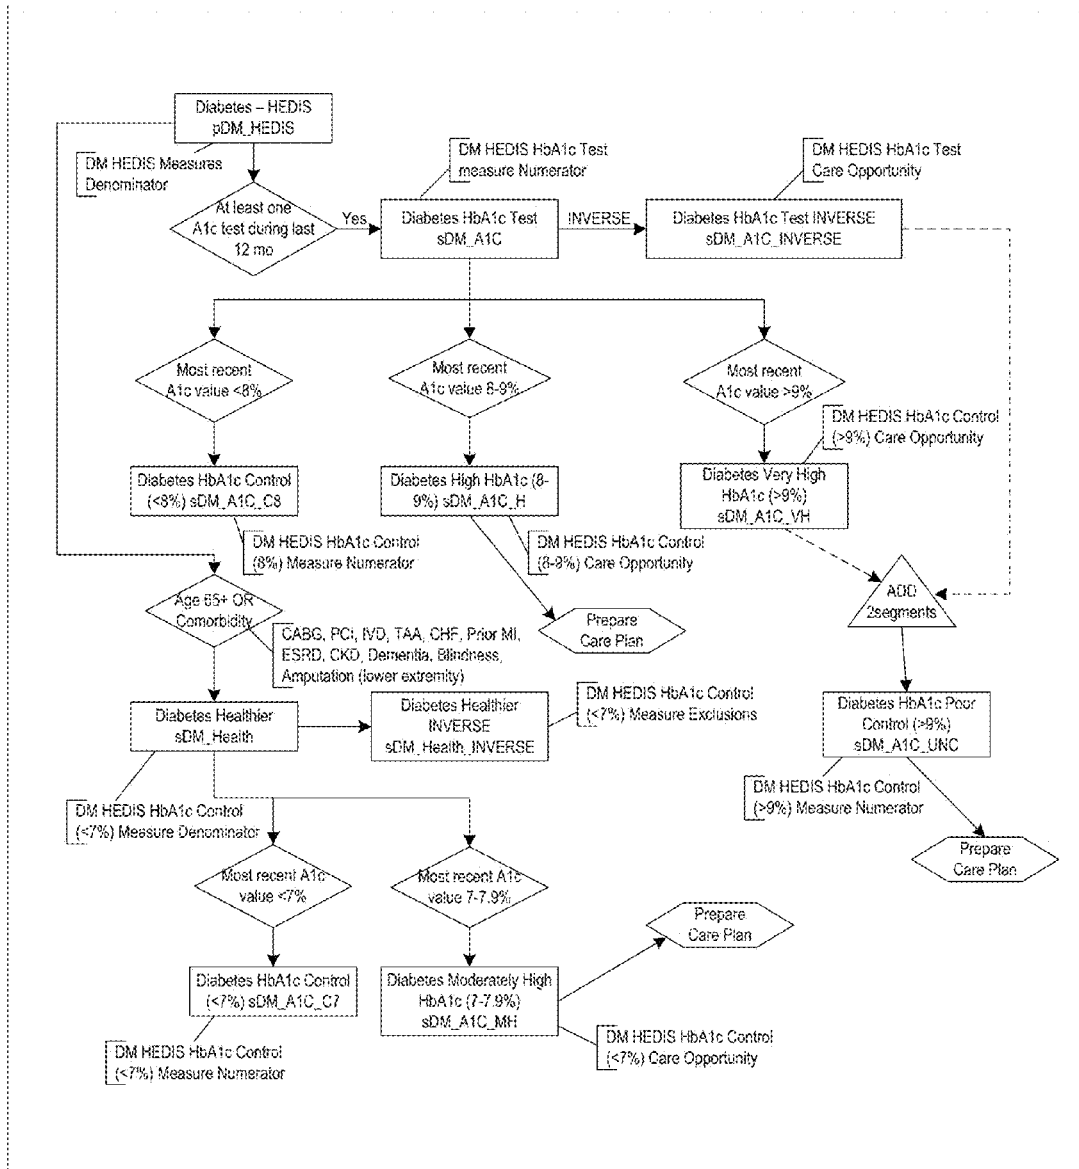 Diabetes – HEDIS
pDM_HEDIS
DM HEDIS Measures
Denominator
At least one
A1c test during last
12 mo
Yes
DM HEDIS HbA1c Test
measure Numerator
Diabetes HbA1c Test
sDM_A1C
INVERSE
DM HEDIS HbA1c Test
Care Opportunity
Diabetes HbA1c Test INVERSE
sDM_A1C_INVERSE
Most recent
A1c value <8%
Most recent
A1c value 8-9%
Most recent
A1c value >9%
DM HEDIS HbA1c Control
(>9%) Care Opportunity
Diabetes HbA1c Control
(<8%) sDM_A1C_C8
Diabetes High HbA1c (8-
9%) sDM_A1C_H
Diabetes Very High
HbA1c (>9%)
sDM_A1C_VH
DM HEDIS HbA1c Control
(8%) Measure Numerator
DM HEDIS HbA1c Control
(8-9%) Care Opportunity
ADD
2segments
Age 65+ OR
Comorbidity
CABG, PCI, IVD, TAA, CHF, Prior MI,
ESRD, CKD, Dementia, Blindness,
Amputation (lower extremity)
Prepare
Care Plan
Diabetes Healthier
sDM_Health
Diabetes Healthier
INVERSE
sDM_Health_INVERSE
DM HEDIS HbA1c Control
(<7%) Measure Exclusions
Diabetes HbA1c Poor
Control (>9%)
sDM_A1C_UNC
DM HEDIS HbA1c Control
(<7%) Measure Denominator
DM HEDIS HbA1c Control
(>9%) Measure Numerator
Prepare
Care Plan
Most recent A1c
value <7%
Most recent A1c
value 7-7.9%
Prepare
Care Plan
Diabetes HbA1c Control
(<7%) sDM_A1C_C7
Diabetes Moderately High
HbA1c (7-7.9%)
sDM_A1C_MH
DM HEDIS HbA1c Control
(<7%) Measure Numerator
DM HEDIS HbA1c Control
(<7%) Care Opportunity